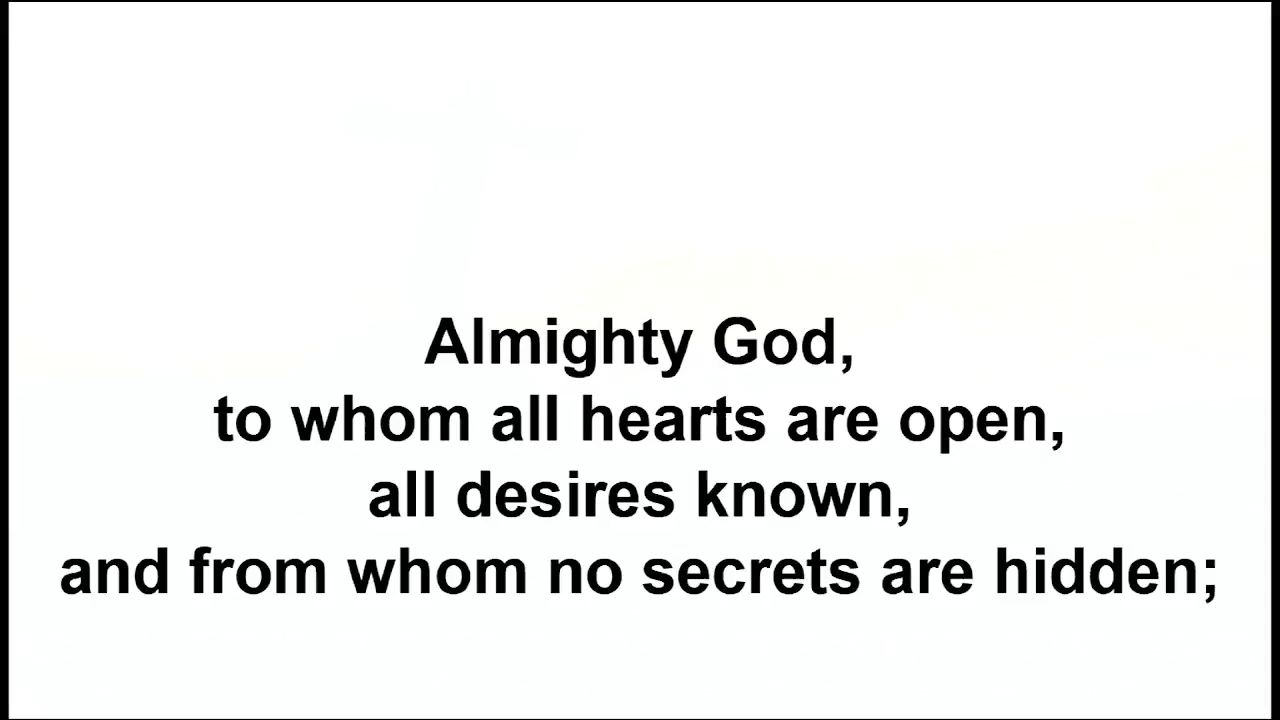 Almighty God,
to whom all hearts are open,
all desires known,
and from whom no secrets are hidden;